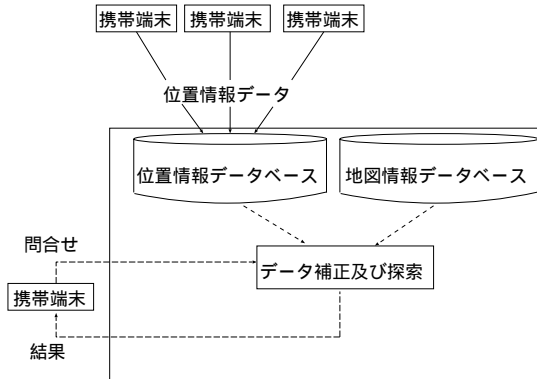 携帯端末
携帯端末
携帯端末
位置情報データ
位置情報データベース
地図情報データベース
問合せ
データ補正及び探索
携帯端末
結果